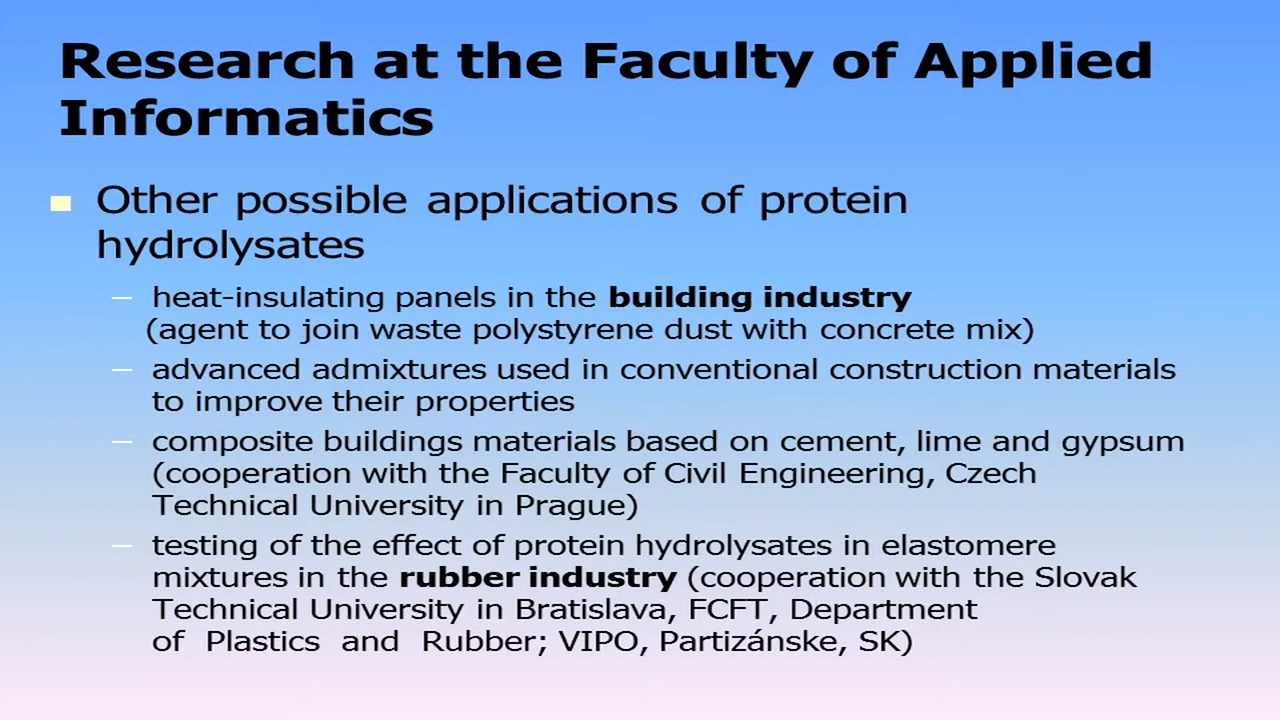 Research at the Faculty of Applied
Informatics
Other possible applications of protein
hydrolysates
– heat-insulating panels in the building industry
(agent to join waste polystyrene dust with concrete mix)
– advanced admixtures used in conventional construction materials
to improve their properties
– composite buildings materials based on cement, lime and gypsum
(cooperation with the Faculty of Civil Engineering, Czech
Technical University in Prague)
– testing of the effect of protein hydrolysates in elastomere
mixtures in the rubber industry (cooperation with the Slovak
Technical University in Bratislava, FCFT, Department
of Plastics and Rubber; VIPO, Partizánske, SK)